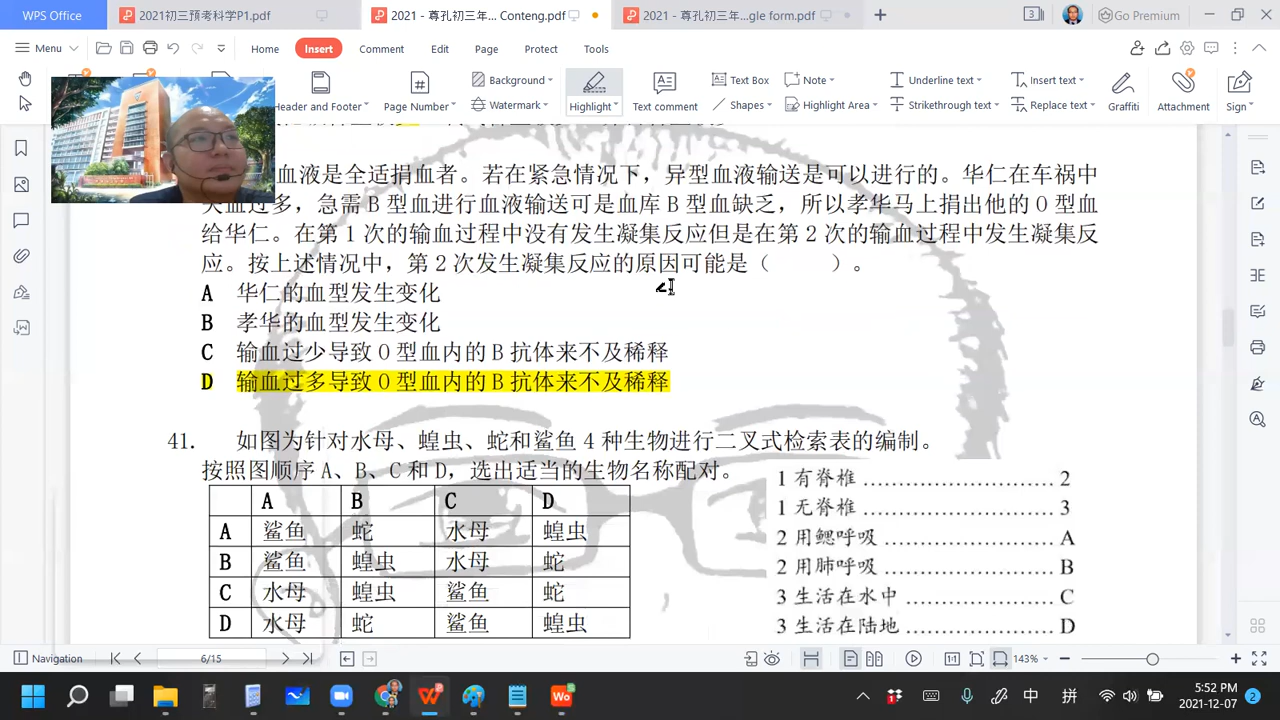 WPS Office
2021初三预考科学P1.pdf
2021 - 尊孔初三年... Conteng.pdf
2021 - 尊孔初三年...gle form.pdf
3
Go Premium
Menu
Home
Insert
Comment
Edit
Page
Protect
Tools
Header and Footer
Page Number
Background
Watermark
Highlight
Text comment
Text Box
Shapes
Note
Highlight Area
Underline text
Strikethrough text
Insert text
Replace text
Graffiti
Attachment
Sign
血液是全适捐血者。若在紧急情况下，异型血液输送是可以进行的。华仁在车祸中
失血过多，急需 B 型血进行血液输送可是血库 B 型血缺乏，所以孝华马上捐出他的 O 型血
给华仁。在第 1 次的输血过程中没有发生凝集反应但是在第 2 次的输血过程中发生凝集反
应。按上述情况中，第 2 次发生凝集反应的原因可能是（ ）。
A 华仁的血型发生变化
B 孝华的血型发生变化
C 输血过少导致 O 型血内的 B 抗体来不及稀释
D 输血过多导致 O 型血内的 B 抗体来不及稀释
41. 如图为针对水母、蝗虫、蛇和鲨鱼 4 种生物进行二叉式检索表的编制。
按照图顺序 A、B、C 和 D，选出适当的生物名称配对。
A B C D
A 鲨鱼 蛇 水母 蝗虫
B 鲨鱼 蝗虫 水母 蛇
C 水母 蝗虫 鲨鱼 蛇
D 水母 蛇 鲨鱼 蝗虫
1 有脊椎 .............................. 2
1 无脊椎 .............................. 3
2 用鳃呼吸 ........................... A
2 用肺呼吸 ........................... B
3 生活在水中 ........................ C
3 生活在陆地 ........................ D
Navigation
6/15
143%
中
拼
5:52 PM
2021-12-07
2